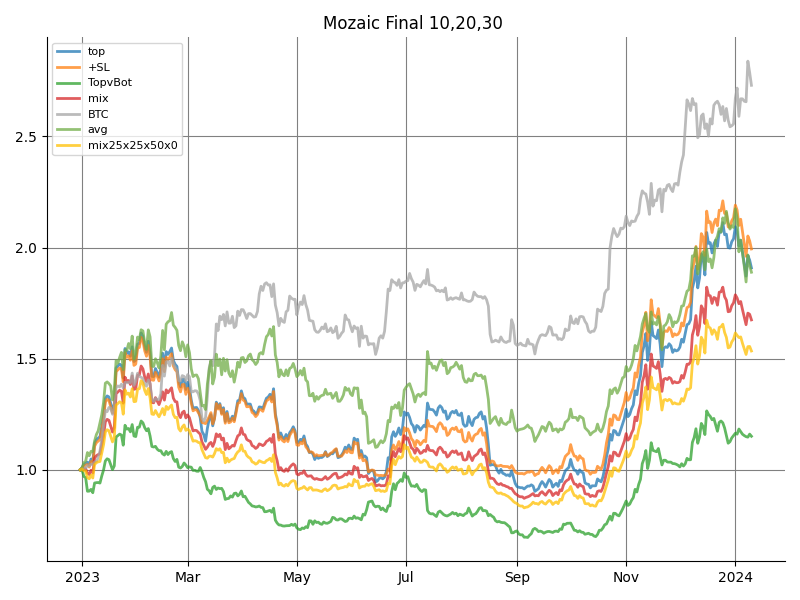 Mozaic Final 10,20,30
top
+SL
TopvBot
mix
BTC
avg
mix25x25x50x0
2.5
2.0
1.5
1.0
2023 Mar May Jul Sep Nov 2024